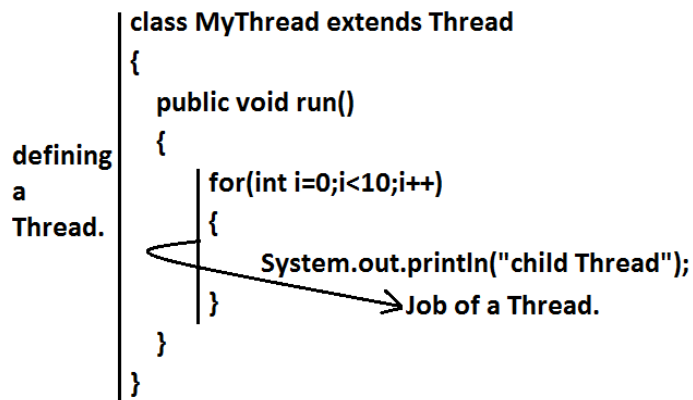 class MyThread extends Thread
{
public void run()
{
defining
a
Thread.
for(int i=0;i<10;i++)
{
System.out.println("child Thread");
}
Job of a Thread.
}
}